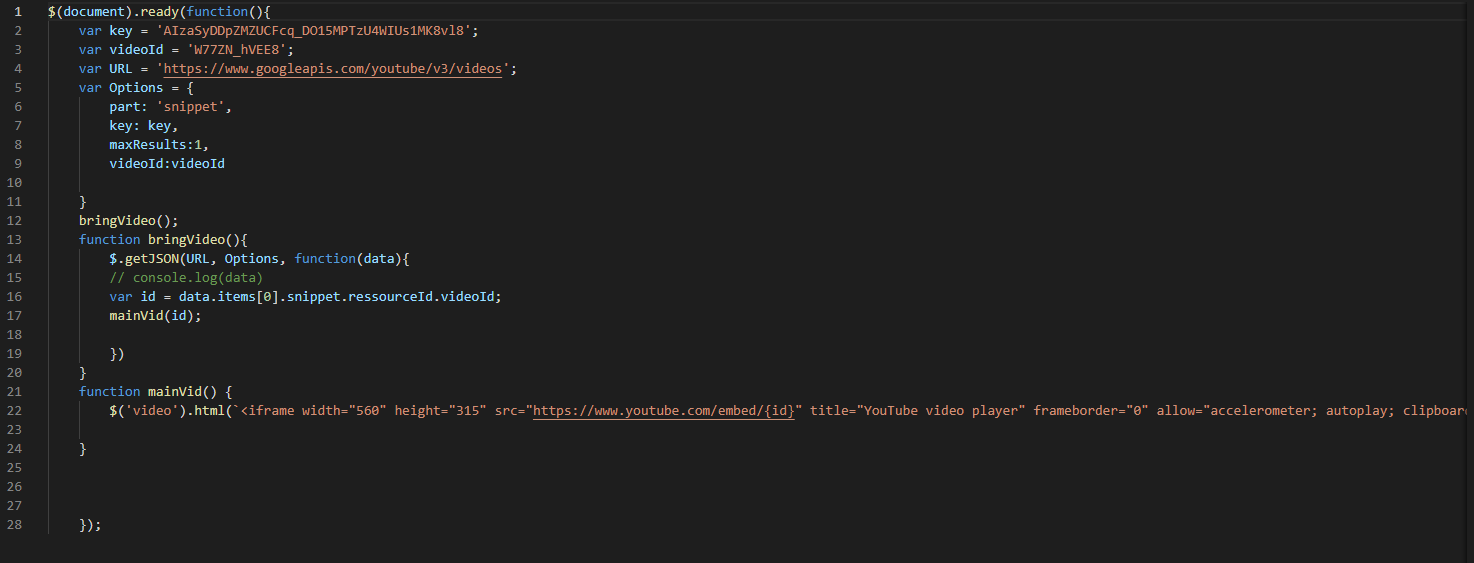 1 $(document).ready(function(){
2 var key = 'AIzaSyDDpZMZUCFcq_DO15MPTzU4WIUs1MK8vl8';
3 var videoId = 'W77ZN_hVEE8';
4 var URL = 'https://www.googleapis.com/youtube/v3/videos';
5 var Options = {
6 part: 'snippet',
7 key: key,
8 maxResults:1,
9 videoId:videoId
10
11 }
12 bringVideo();
13 function bringVideo(){
14 $.getJSON(URL, Options, function(data){
15 // console.log(data)
16 var id = data.items[0].snippet.ressourceId.videoId;
17 mainVid(id);
18
19 })
20 }
21 function mainVid() {
22 $('video').html(`<iframe width="560" height="315" src="https://www.youtube.com/embed/{id}" title="YouTube video player" frameborder="0" allow="accelerometer; autoplay; clipboard
23
24 }
25
26
27
28 });